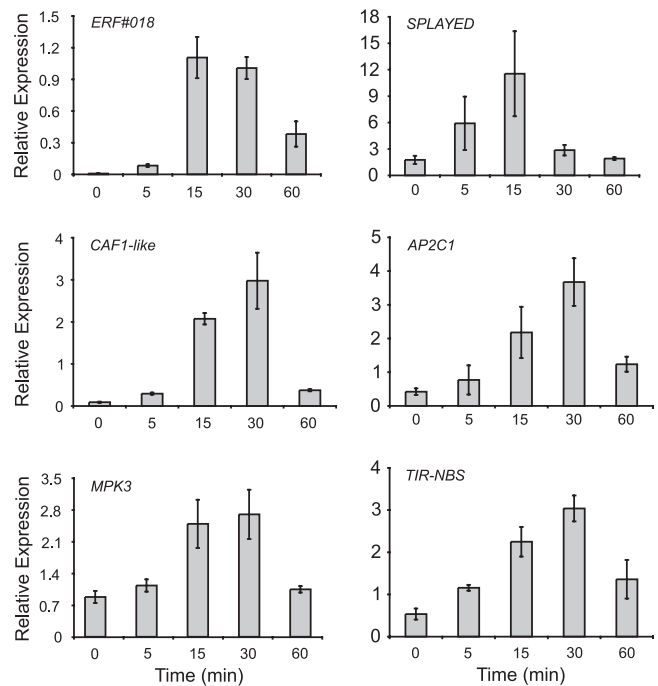 ERF#018
Relative Expression
1.5
1.2
0.9
0.6
0.3
0
0 5 15 30 60
SPLAYED
18
15
12
9
6
3
0
0 5 15 30 60
CAF1-like
Relative Expression
4
3
2
1
0
0 5 15 30 60
AP2C1
5
4
3
2
1
0
0 5 15 30 60
MPK3
Relative Expression
3.5
2.8
2.1
1.4
0.7
0
0 5 15 30 60
Time (min)
TIR-NBS
4
3
2
1
0
0 5 15 30 60
Time (min)